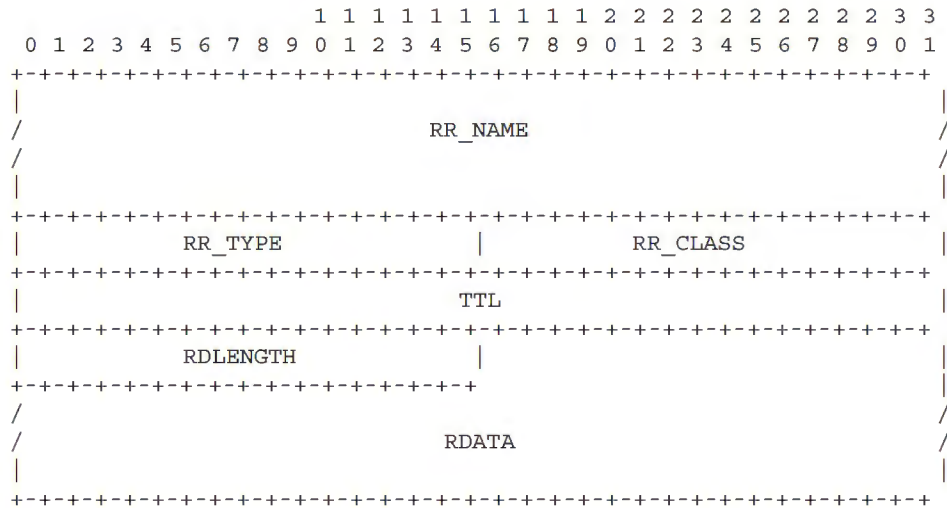 1 1 1 1 1 1 1 1 1 1 2 2 2 2 2 2 2 2 2 2 3 3
 0 1 2 3 4 5 6 7 8 9 0 1 2 3 4 5 6 7 8 9 0 1 2 3 4 5 6 7 8 9 0 1
+-+-+-+-+-+-+-+-+-+-+-+-+-+-+-+-+-+-+-+-+-+-+-+-+-+-+-+-+-+-+-+-+
|                                                               |
/                            RR_NAME                            /
/                                                               /
|                                                               |
+-+-+-+-+-+-+-+-+-+-+-+-+-+-+-+-+-+-+-+-+-+-+-+-+-+-+-+-+-+-+-+-+
|           RR_TYPE             |          RR_CLASS             |
+-+-+-+-+-+-+-+-+-+-+-+-+-+-+-+-+-+-+-+-+-+-+-+-+-+-+-+-+-+-+-+-+
|                              TTL                              |
+-+-+-+-+-+-+-+-+-+-+-+-+-+-+-+-+-+-+-+-+-+-+-+-+-+-+-+-+-+-+-+-+
|           RDLENGTH            |                               |
+-+-+-+-+-+-+-+-+-+-+-+-+-+-+-+-+                               |
/                                                               /
/                             RDATA                             /
|                                                               |
+-+-+-+-+-+-+-+-+-+-+-+-+-+-+-+-+-+-+-+-+-+-+-+-+-+-+-+-+-+-+-+-+